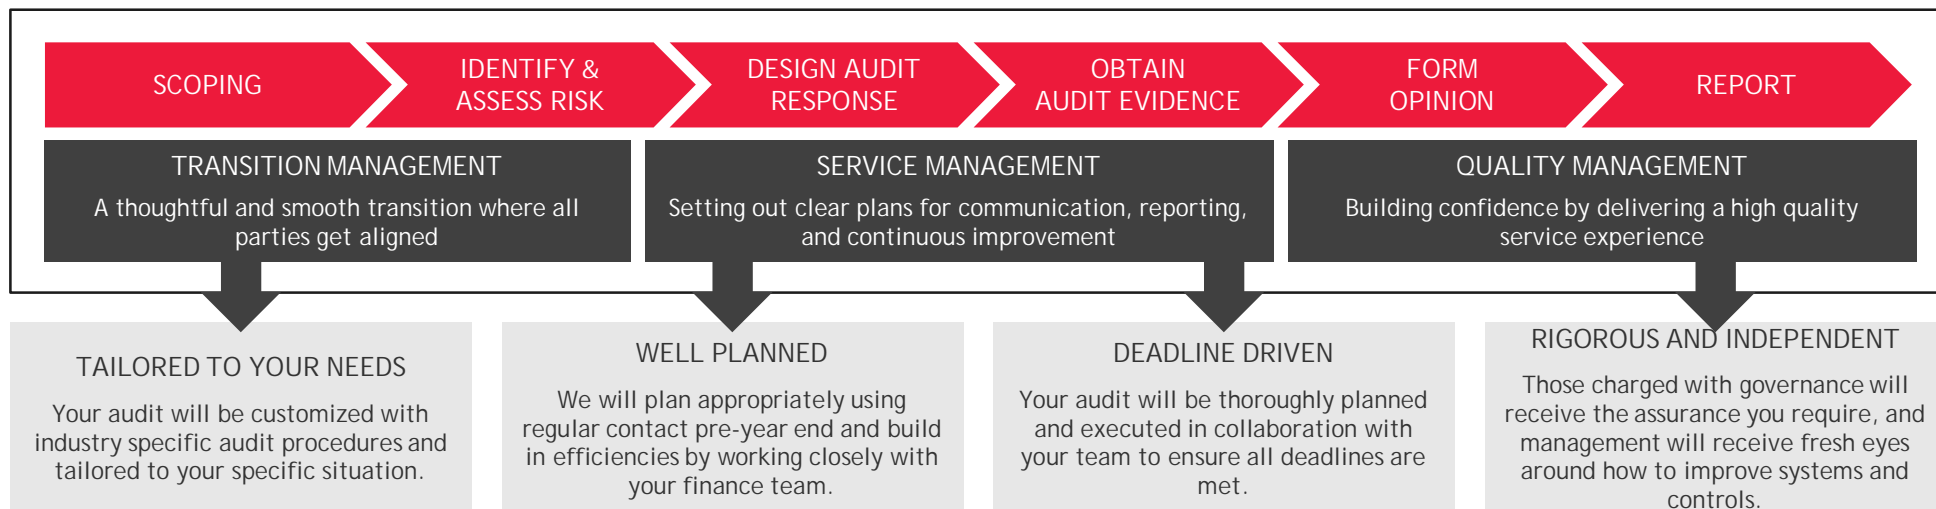 SCOPING
IDENTIFY &
ASSESS RISK
DESIGN AUDIT
RESPONSE
OBTAIN
AUDIT EVIDENCE
FORM
OPINION
REPORT
TRANSITION MANAGEMENT
A thoughtful and smooth transition where all
parties get aligned
SERVICE MANAGEMENT
Setting out clear plans for communication, reporting,
and continuous improvement
QUALITY MANAGEMENT
Building confidence by delivering a high quality
service experience
TAILORED TO YOUR NEEDS
Your audit will be customized with
industry specific audit procedures and
tailored to your specific situation.
WELL PLANNED
We will plan appropriately using
regular contact pre-year end and build
in efficiencies by working closely with
your finance team.
DEADLINE DRIVEN
Your audit will be thoroughly planned
and executed in collaboration with
your team to ensure all deadlines are
met.
RIGOROUS AND INDEPENDENT
Those charged with governance will
receive the assurance you require, and
management will receive fresh eyes
around how to improve systems and
controls.